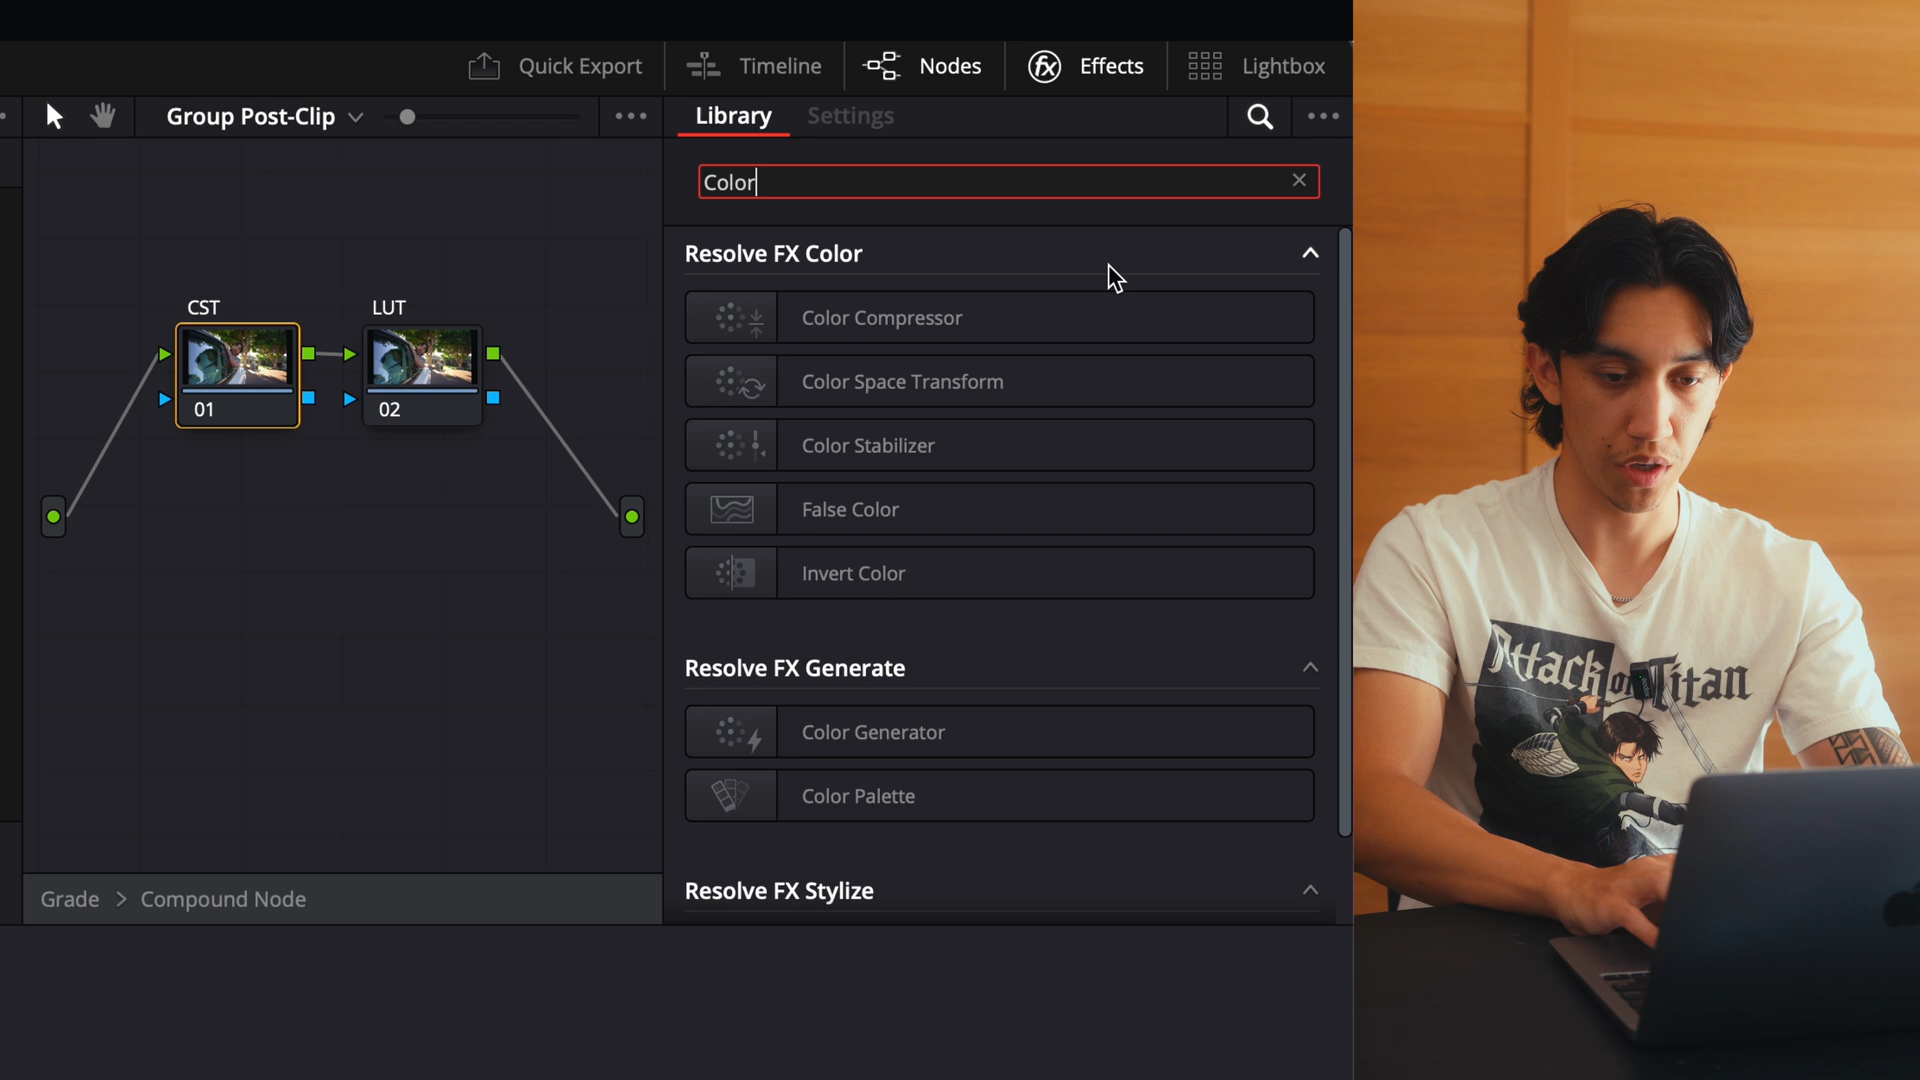 Quick Export
Timeline
Nodes
Effects
Lightbox
Group Post-Clip
Library
Settings
Color
Resolve FX Color
Color Compressor
Color Space Transform
Color Stabilizer
False Color
Invert Color
Resolve FX Generate
Color Generator
Color Palette
Resolve FX Stylize
CST
LUT
01
02
Grade > Compound Node
Attack on Titan